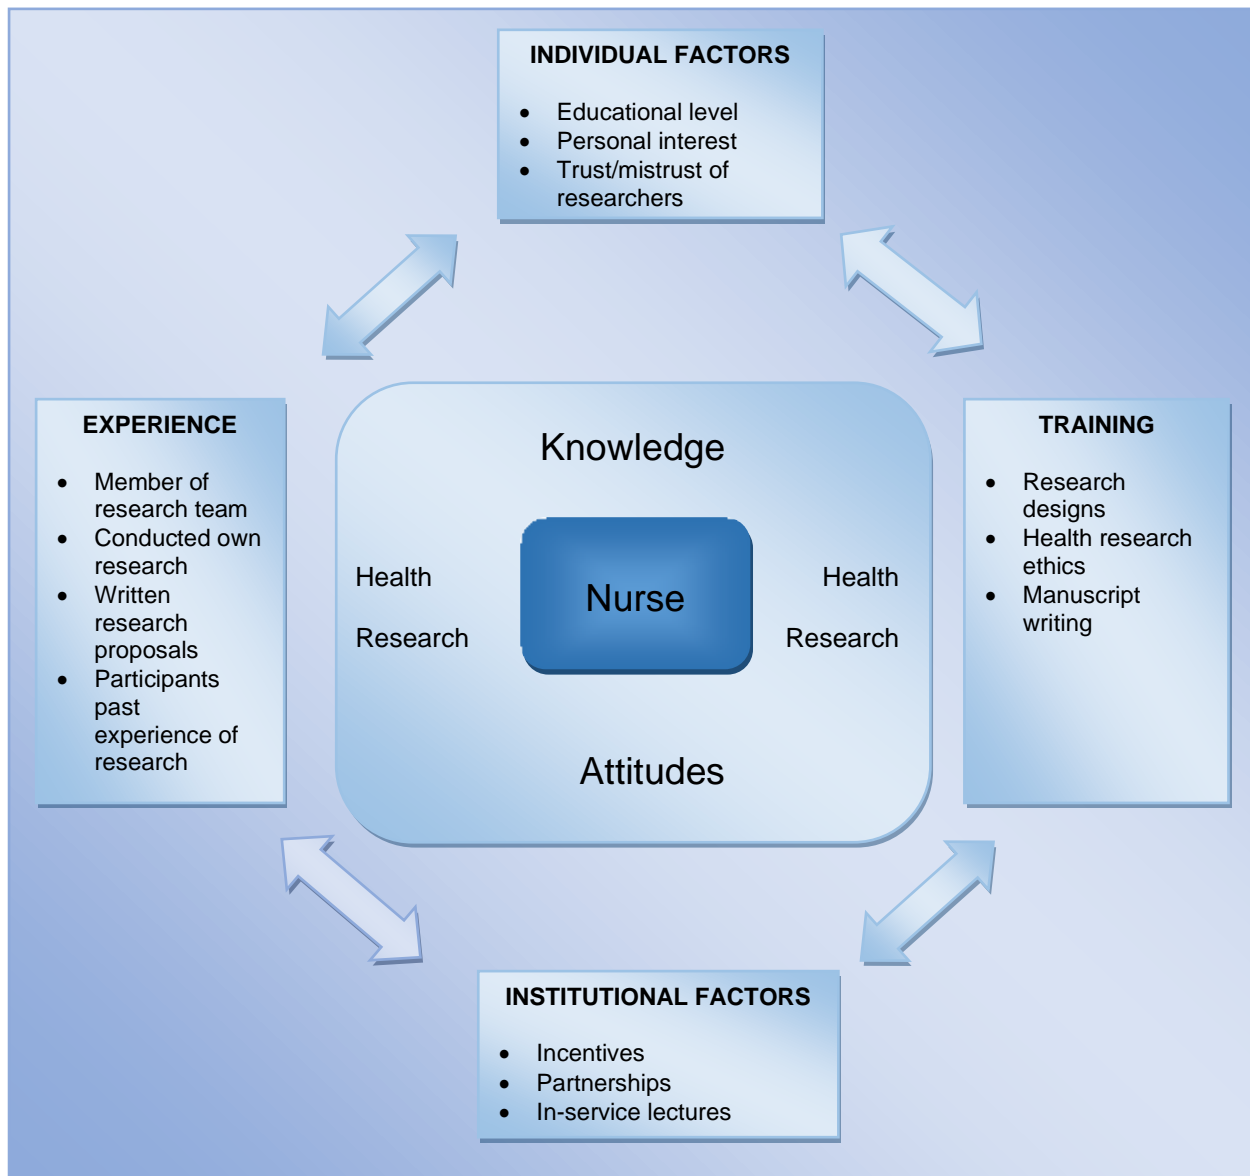 INDIVIDUAL FACTORS
• Educational level
• Personal interest
• Trust/mistrust of
researchers
EXPERIENCE
• Member of
research team
• Conducted own
research
• Written
research
proposals
• Participants
past
experience of
research
Knowledge
Health
Research
Nurse
Health
Research
Attitudes
TRAINING
• Research
designs
• Health research
ethics
• Manuscript
writing
INSTITUTIONAL FACTORS
• Incentives
• Partnerships
• In-service lectures